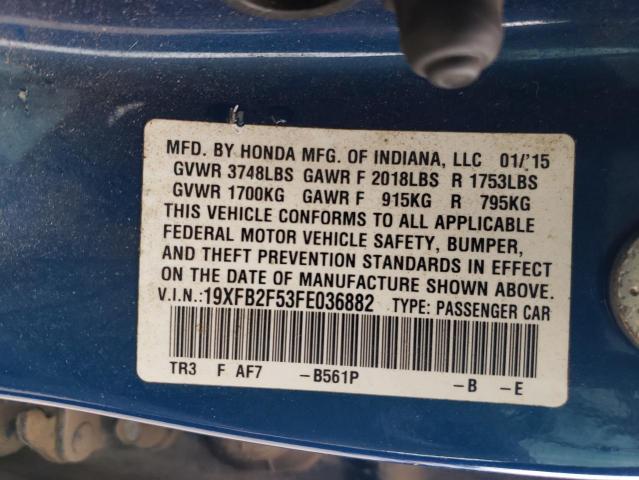 MFD. BY HONDA MFG. OF INDIANA, LLC 01/'15
GVWR 3748LBS GAWR F 2018LBS R 1753LBS
GVWR 1700KG GAWR F 915KG R 795KG
THIS VEHICLE CONFORMS TO ALL APPLICABLE
FEDERAL MOTOR VEHICLE SAFETY, BUMPER,
AND THEFT PREVENTION STANDARDS IN EFFECT
ON THE DATE OF MANUFACTURE SHOWN ABOVE.
V.I.N.:19XFB2F53FE036882 TYPE: PASSENGER CAR
TR3 F AF7 -B561P -B -E